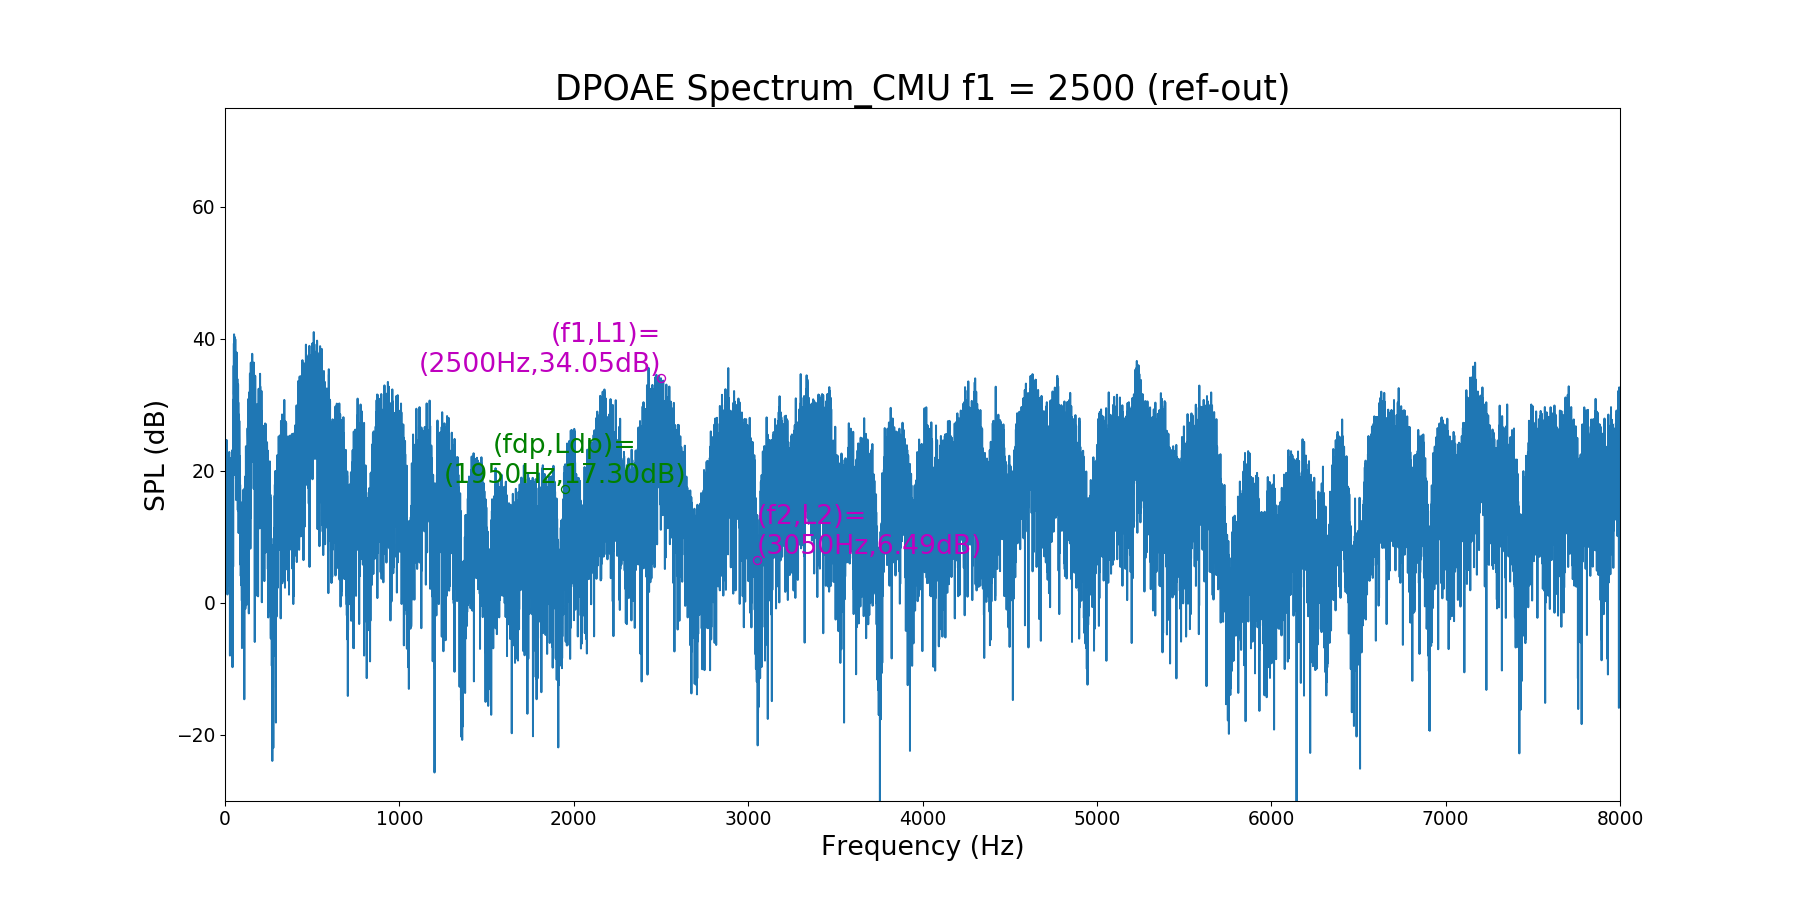 DPOAE Spectrum_CMU f1 = 2500 (ref-out)
60
40
20
0
−20
SPL (dB)
(f1,L1)=
(2500Hz,34.05dB)
(fdp,Ldp)=
(1950Hz,17.30dB)
(f2,L2)=
(3050Hz,6.49dB)
0 1000 2000 3000 4000 5000 6000 7000 8000
Frequency (Hz)